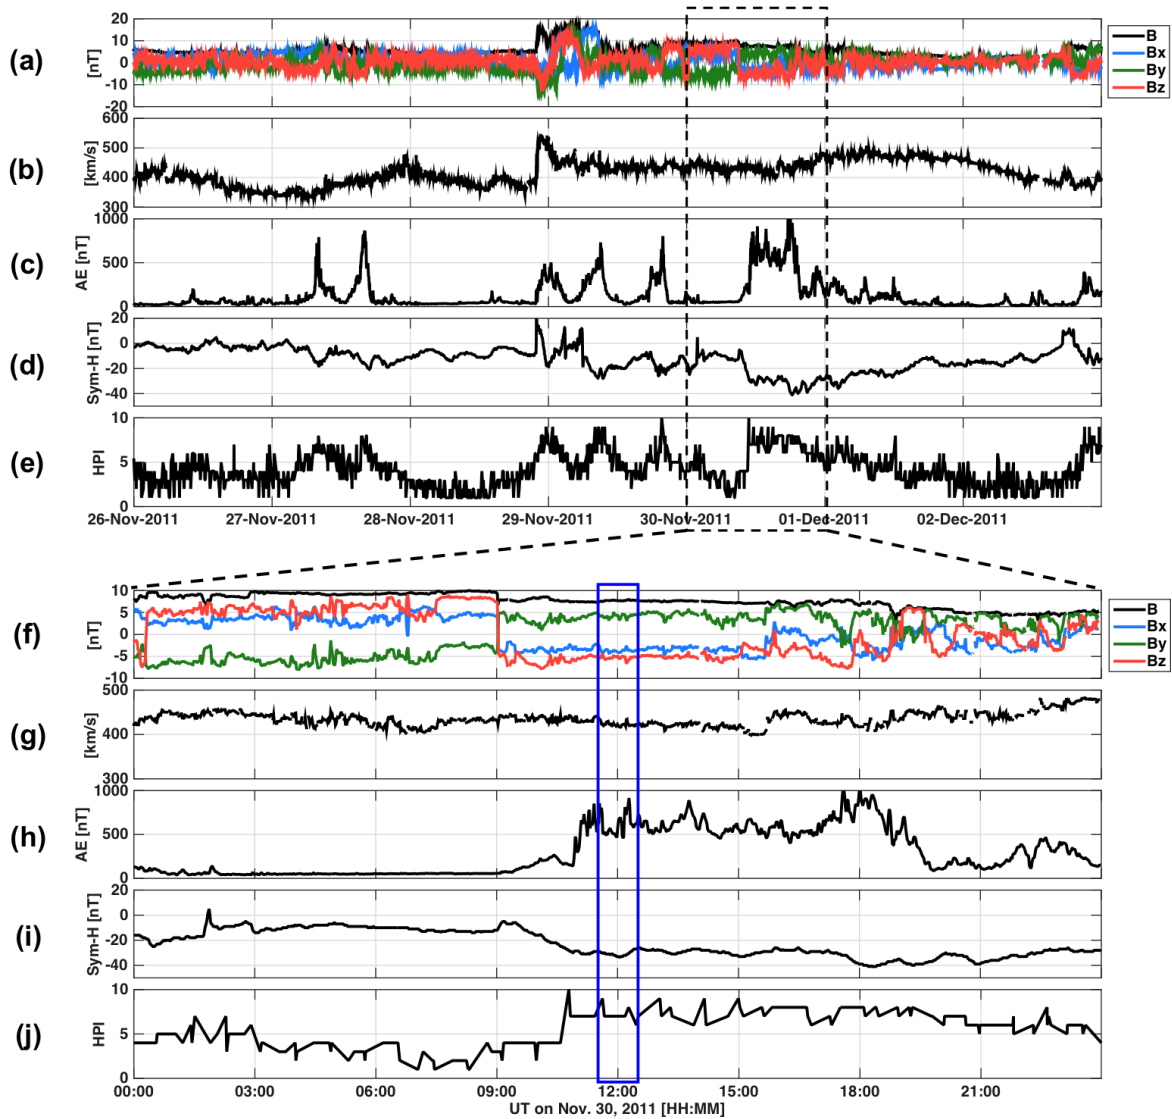 (a)
[nT]
20
10
0
-10
-20
B
Bx
By
Bz
(b)
[km/s]
600
500
400
300
(c)
AE [nT]
1000
500
0
(d)
Sym-H [nT]
20
0
-20
-40
(e)
HPI
10
5
0
26-Nov-2011 27-Nov-2011 28-Nov-2011 29-Nov-2011 30-Nov-2011 01-Dec-2011 02-Dec-2011
(f)
[nT]
10
5
0
-5
-10
B
Bx
By
Bz
(g)
[km/s]
500
400
300
(h)
AE [nT]
1000
500
0
(i)
Sym-H [nT]
20
0
-20
-40
(j)
HPI
10
5
0
00:00 03:00 06:00 09:00 12:00 15:00 18:00 21:00
UT on Nov. 30, 2011 [HH:MM]